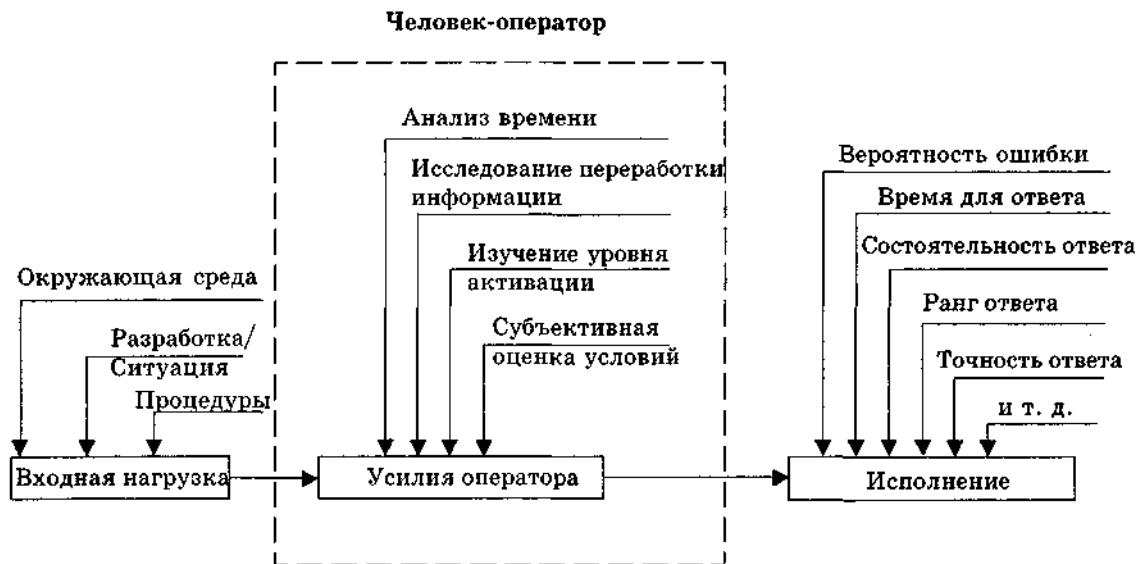 Человек-оператор
Анализ времени
Исследование переработки
информации
Изучение уровня
активации
Субъективная
оценка условий
Окружающая среда
Разработка/
Ситуация
Процедуры
Вероятность ошибки
Время для ответа
Состоятельность ответа
Ранг ответа
Точность ответа
и т. д.
Входная нагрузка
Усилия оператора
Исполнение